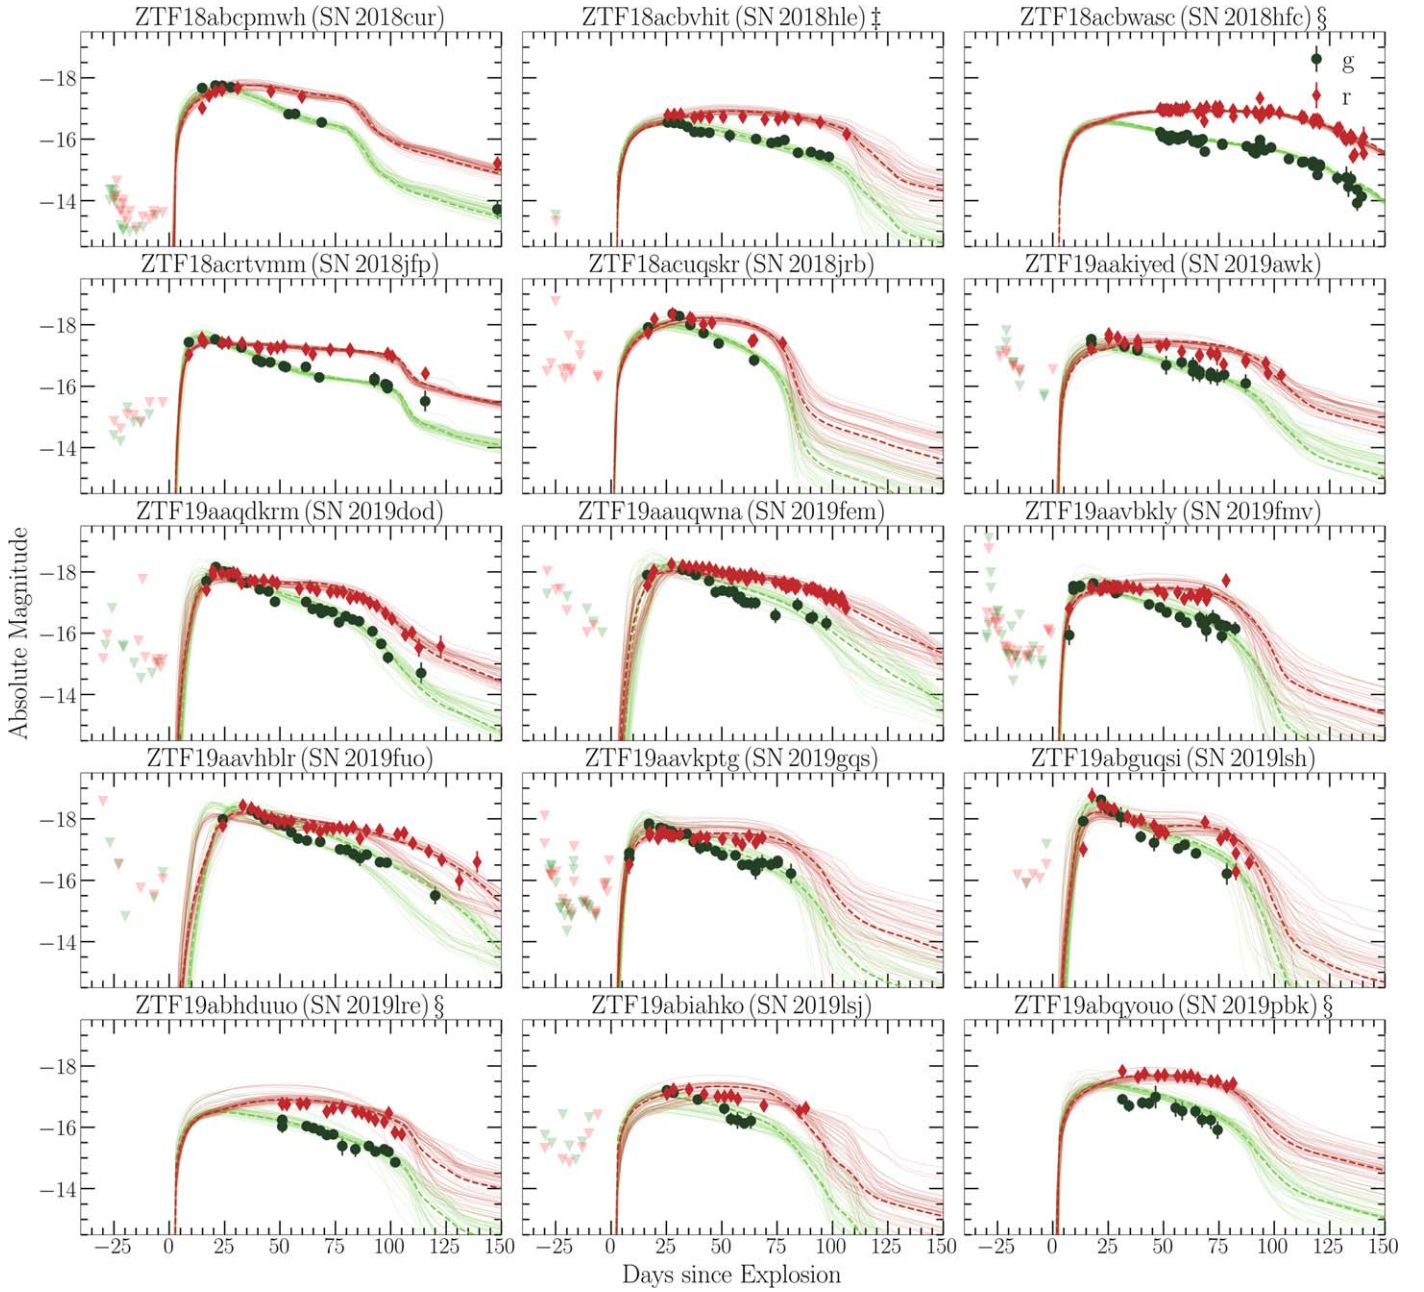 ZTF18abcpmwh (SN 2018cur)
ZTF18acbvhit (SN 2018hle) ‡
ZTF18acbwasc (SN 2018hfc) §
g
r
−18
−16
−14
ZTF18acrtvmm (SN 2018jfp)
ZTF18acuqskr (SN 2018jrb)
ZTF19aakiyed (SN 2019awk)
−18
−16
−14
ZTF19aaqdkrm (SN 2019dod)
ZTF19aauqwna (SN 2019fem)
ZTF19aavbkly (SN 2019fmv)
−18
−16
−14
Absolute Magnitude
ZTF19aavhblr (SN 2019fuo)
ZTF19aavkptg (SN 2019gqs)
ZTF19abguqsi (SN 2019lsh)
−18
−16
−14
ZTF19abhduuo (SN 2019lre) §
ZTF19abiahko (SN 2019lsj)
ZTF19abqyouo (SN 2019pbk) §
−18
−16
−14
−25 0 25 50 75 100 125 150
−25 0 25 50 75 100 125 150
−25 0 25 50 75 100 125 150
Days since Explosion